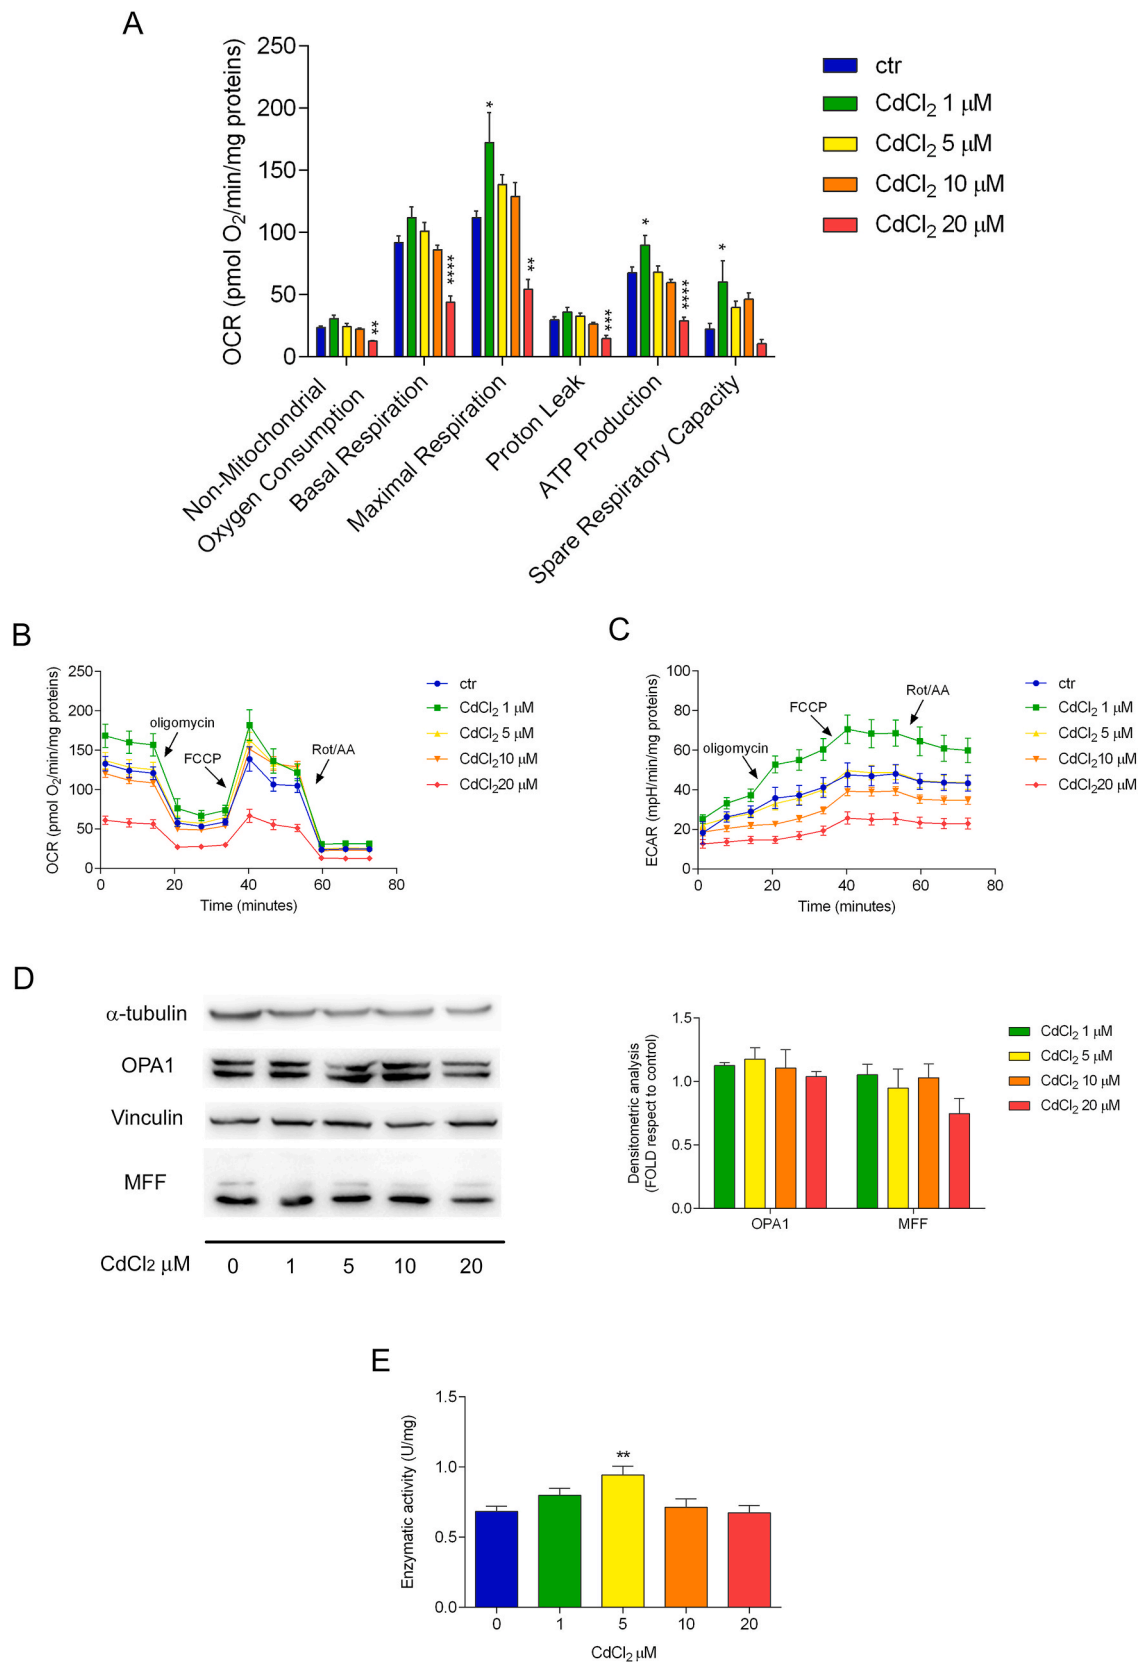 A
OCR (pmol O2/min/mg proteins)
250
200
150
100
50
0
*
*
*
**
****
**
***
****
Non-Mitochondrial
Oxygen Consumption
Basal Respiration
Maximal Respiration
Proton Leak
ATP Production
Spare Respiratory Capacity
ctr
CdCl2 1 μM
CdCl2 5 μM
CdCl2 10 μM
CdCl2 20 μM
B
OCR (pmol O2/min/mg proteins)
250
200
150
100
50
0
oligomycin
FCCP
Rot/AA
0 20 40 60 80
Time (minutes)
ctr
CdCl2 1 μM
CdCl2 5 μM
CdCl2 10 μM
CdCl2 20 μM
C
ECAR (mpH/min/mg proteins)
100
80
60
40
20
0
oligomycin
FCCP
Rot/AA
0 20 40 60 80
Time (minutes)
ctr
CdCl2 1 μM
CdCl2 5 μM
CdCl2 10 μM
CdCl2 20 μM
D
α-tubulin
OPA1
Vinculin
MFF
CdCl2 μM 0 1 5 10 20
Densitometric analysis
(FOLD respect to control)
1.5
1.0
0.5
0.0
OPA1 MFF
CdCl2 1 μM
CdCl2 5 μM
CdCl2 10 μM
CdCl2 20 μM
E
Enzymatic activity (U/mg)
1.5
1.0
0.5
0.0
**
0 1 5 10 20
CdCl2 μM